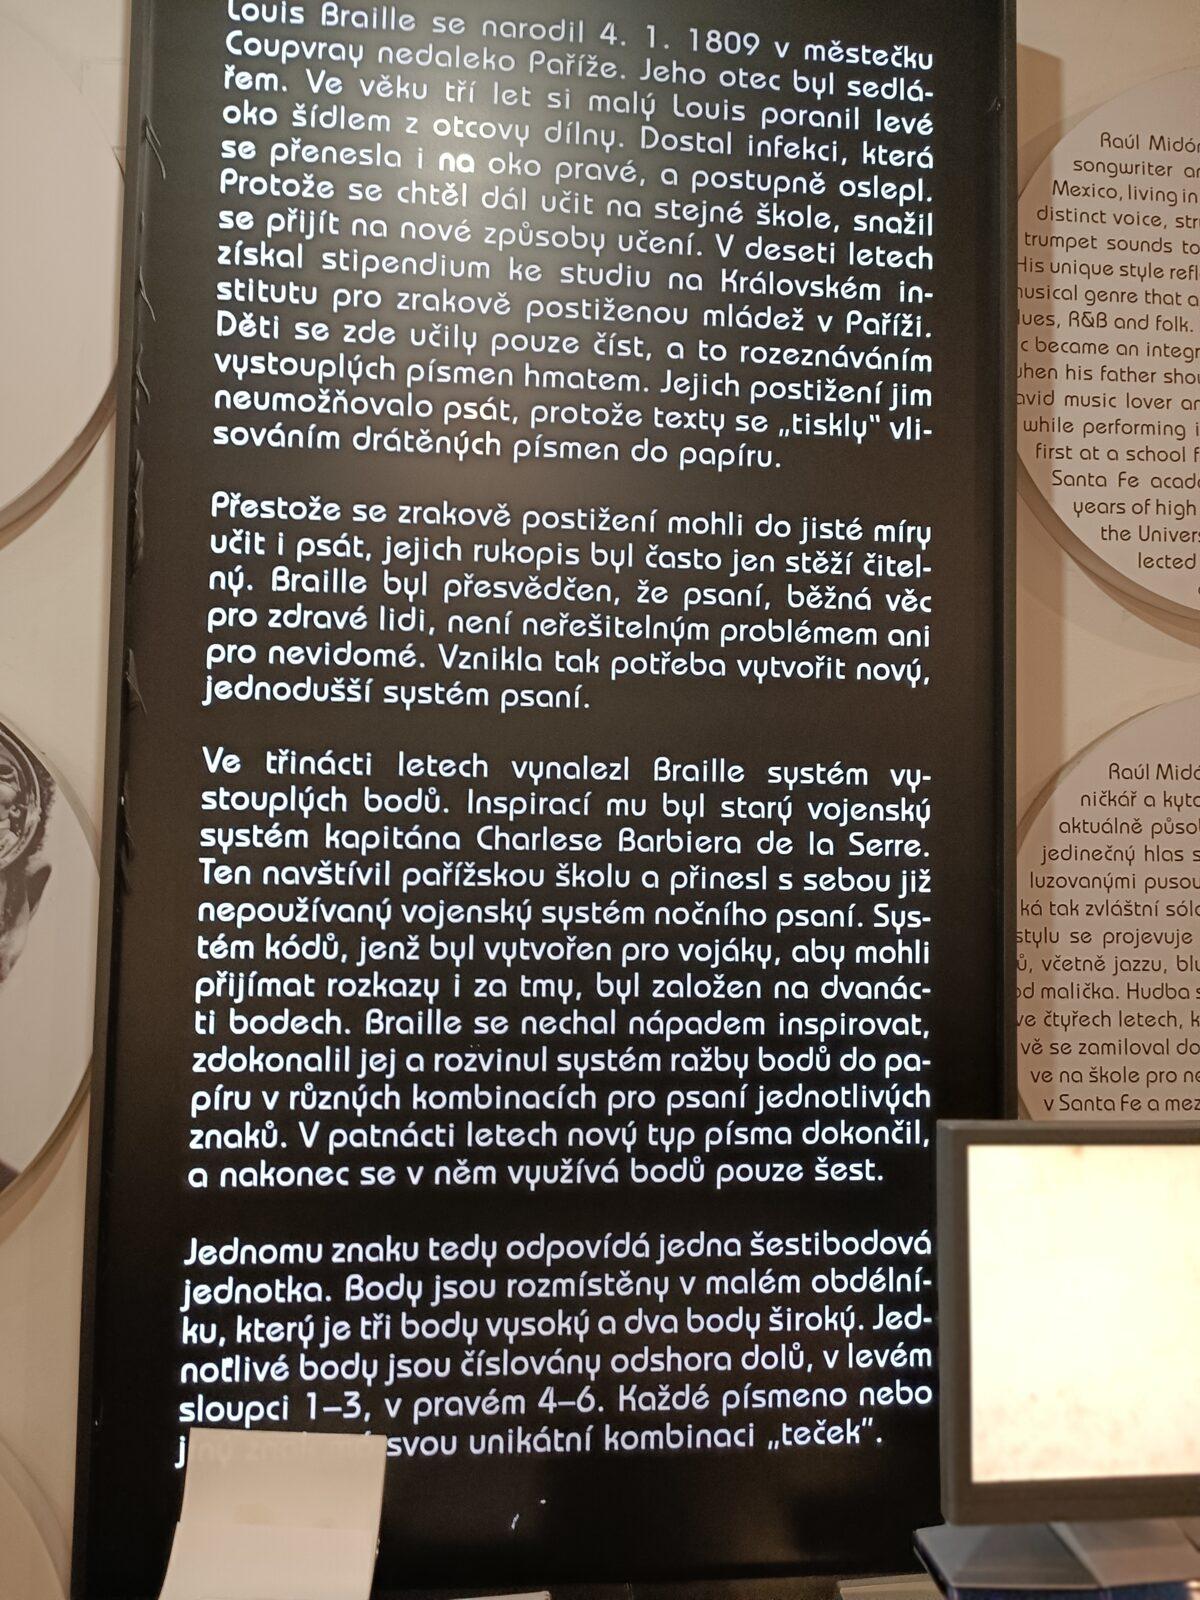 Louis Braille se narodil 4. 1. 1809 v městečku
Coupvray nedaleko Paříže. Jeho otec byl sedlá-
řem. Ve věku tří let si malý Louis poranil levé
oko šídlem z otcovy dílny. Dostal infekci, která
se přenesla i na oko pravé, a postupně oslepl.
Protože se chtěl dál učit na stejné škole, snažil
se přijít na nové způsoby učení. V deseti letech
získal stipendium ke studiu na Královském in-
stitutu pro zrakově postiženou mládež v Paříži.
Děti se zde učily pouze číst, a to rozeznáváním
vystouplých písmen hmatem. Jejich postižení jim
neumožňovalo psát, protože texty se „tiskly“ vli-
sováním drátěných písmen do papíru.
Přestože se zrakově postižení mohli do jisté míry
učit i psát, jejich rukopis byl často jen stěží čitel-
ný. Braille byl přesvědčen, že psaní, běžná věc
pro zdravé lidi, není neřešitelným problémem ani
pro nevidomé. Vznikla tak potřeba vytvořit nový,
jednodušší systém psaní.
Ve třinácti letech vynalezl Braille systém vy-
stouplých bodů. Inspirací mu byl starý vojenský
systém kapitána Charlese Barbiera de la Serre.
Ten navštívil pařížskou školu a přinesl s sebou již
nepoužívaný vojenský systém nočního psaní. Sys-
tém kódů, jenž byl vytvořen pro vojáky, aby mohli
přijímat rozkazy i za tmy, byl založen na dvanác-
ti bodech. Braille se nechal nápadem inspirovat,
zdokonalil jej a rozvinul systém ražby bodů do pa-
píru v různých kombinacích pro psaní jednotlivých
znaků. V patnácti letech nový typ písma dokončil,
a nakonec se v něm využívá bodů pouze šest.
Jednomu znaku tedy odpovídá jedna šestibodová
jednotka. Body jsou rozmístěny v malém obdélní-
ku, který je tři body vysoký a dva body široký. Jed-
notlivé body jsou číslovány odshora dolů, v levém
sloupci 1–3, v pravém 4–6. Každé písmeno nebo
svou unikátní kombinaci „teček“.
Raúl Midó
songwriter
Mexico, living in
distinct voice,
trumpet sounds to
His unique style
musical genre that
R&B and folk.
became an
when his father
music lover
while performing
first at a school
Santa Fe
years of high
the
lected
Raúl
a
aktuálně
jedinečný hlas
pusou
tak zvláštní
stylu se projevuje
včetně jazzu,
malička. Hudba
čtyřech letech,
se zamiloval do
na škole pro
v Santa Fe a